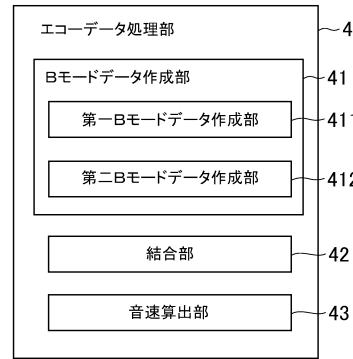 エコーデータ処理部 4
Bモードデータ作成部 41
第一Bモードデータ作成部 411
第二Bモードデータ作成部 412
結合部 42
音速算出部 43